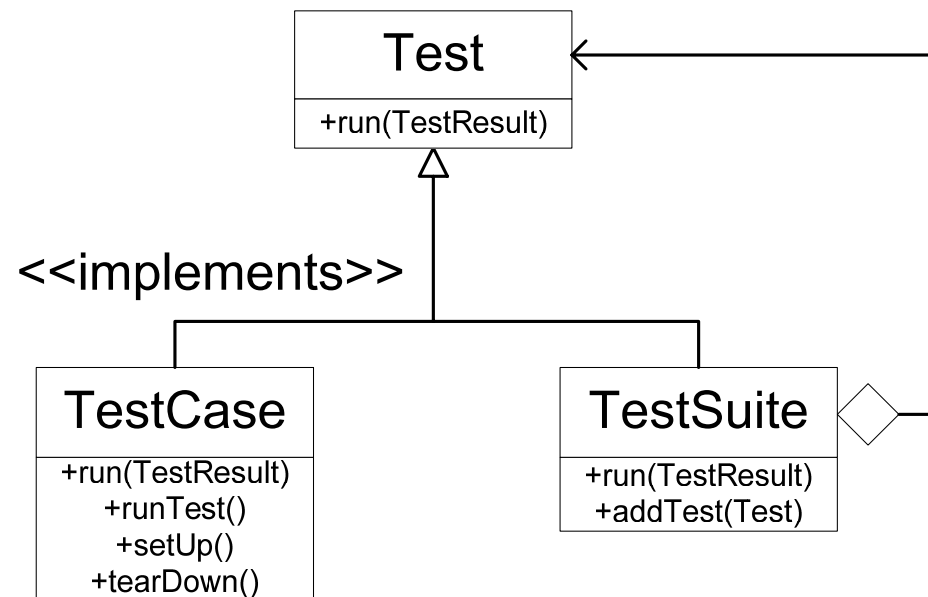 Test
+run(TestResult)
<<implements>>
TestCase
+run(TestResult)
+runTest()
+setUp()
+tearDown()
TestSuite
+run(TestResult)
+addTest(Test)